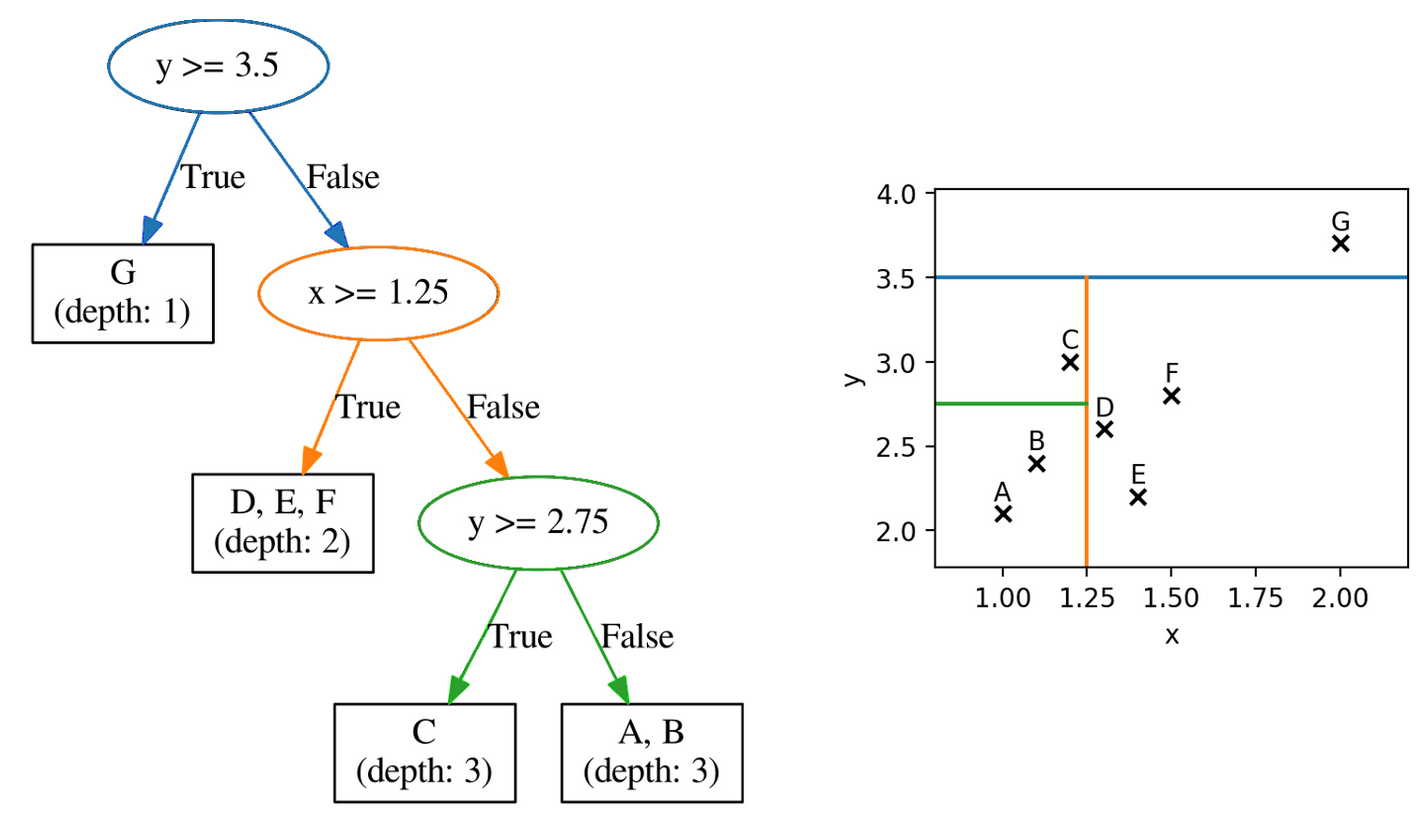 y >= 3.5
True
False
G
(depth: 1)
x >= 1.25
True
False
D, E, F
(depth: 2)
y >= 2.75
True
False
C
(depth: 3)
A, B
(depth: 3)
4.0
3.5
3.0
2.5
2.0
y
G
C
F
D
B
E
A
1.00
1.25
1.50
1.75
2.00
x